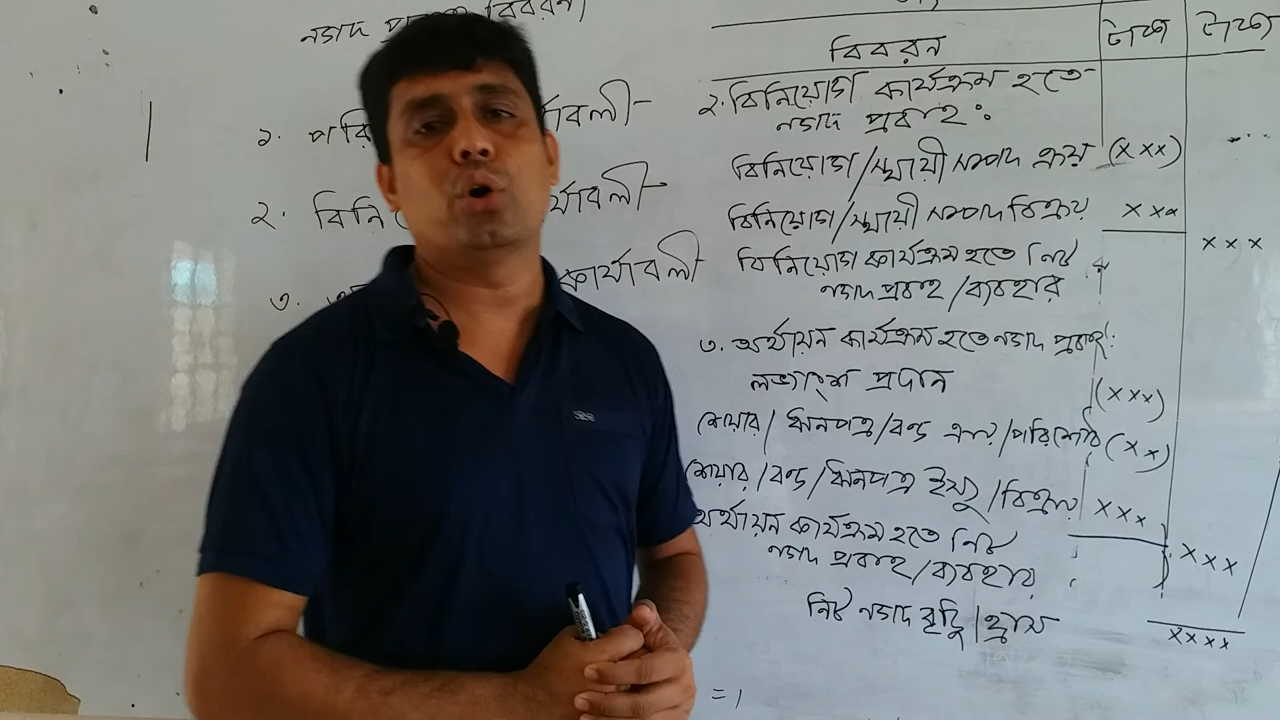 নগদ প্রবাহ বিবরণী
১. পরি র্যাবলী
২. বিনি র্যাবলী
৩. কার্যাবলী
বিবরন টাকা টাকা
২. বিনিয়োগ কার্যক্রম হতে
নগদ প্রবাহ :
বিনিয়োগ/স্থায়ী সম্পদ ক্রয় (xxx)
বিনিয়োগ/স্থায়ী সম্পদ বিক্রয় xxx
বিনিয়োগ কার্যক্রম হতে নিট xxx
নগদ প্রবাহ/ব্যবহার
৩. অর্থায়ন কার্যক্রম হতে নগদ প্রবাহ:
লভ্যাংশ প্রদান (xxx)
শেয়ার/ঋনপত্র/বন্ড ক্রয়/পরিশোধ (xx)
শেয়ার/বন্ড/ঋনপত্র ইস্যু/বিক্রয় xxx
অর্থায়ন কার্যক্রম হতে নিট
নগদ প্রবাহ/ব্যবহার xxx
নিট নগদ বৃদ্ধি/হ্রাস xxxx
= ১